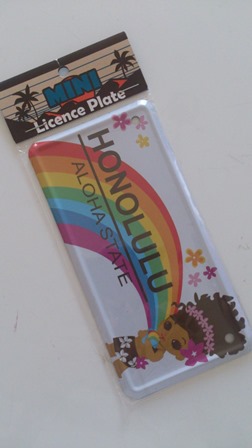 MINI
Licence Plate
HONOLULU
ALOHA STATE